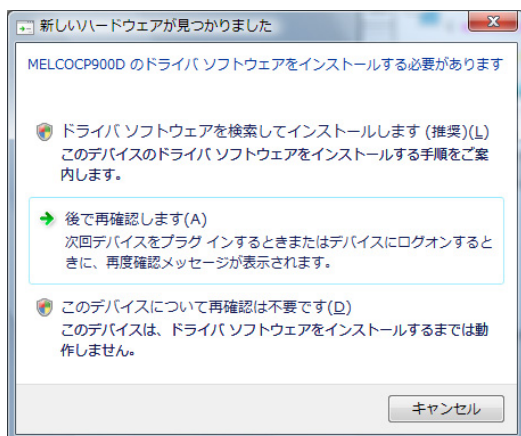 新しいハードウェアが見つかりました
MELCOCP900D のドライバ ソフトウェアをインストールする必要があります
ドライバ ソフトウェアを検索してインストールします (推奨)(L)
このデバイスのドライバ ソフトウェアをインストールする手順をご案
内します。
後で再確認します(A)
次回デバイスをプラグ インするときまたはデバイスにログオンすると
きに、再度確認メッセージが表示されます。
このデバイスについて再確認は不要です(D)
このデバイスは、ドライバ ソフトウェアをインストールするまでは動
作しません。
キャンセル